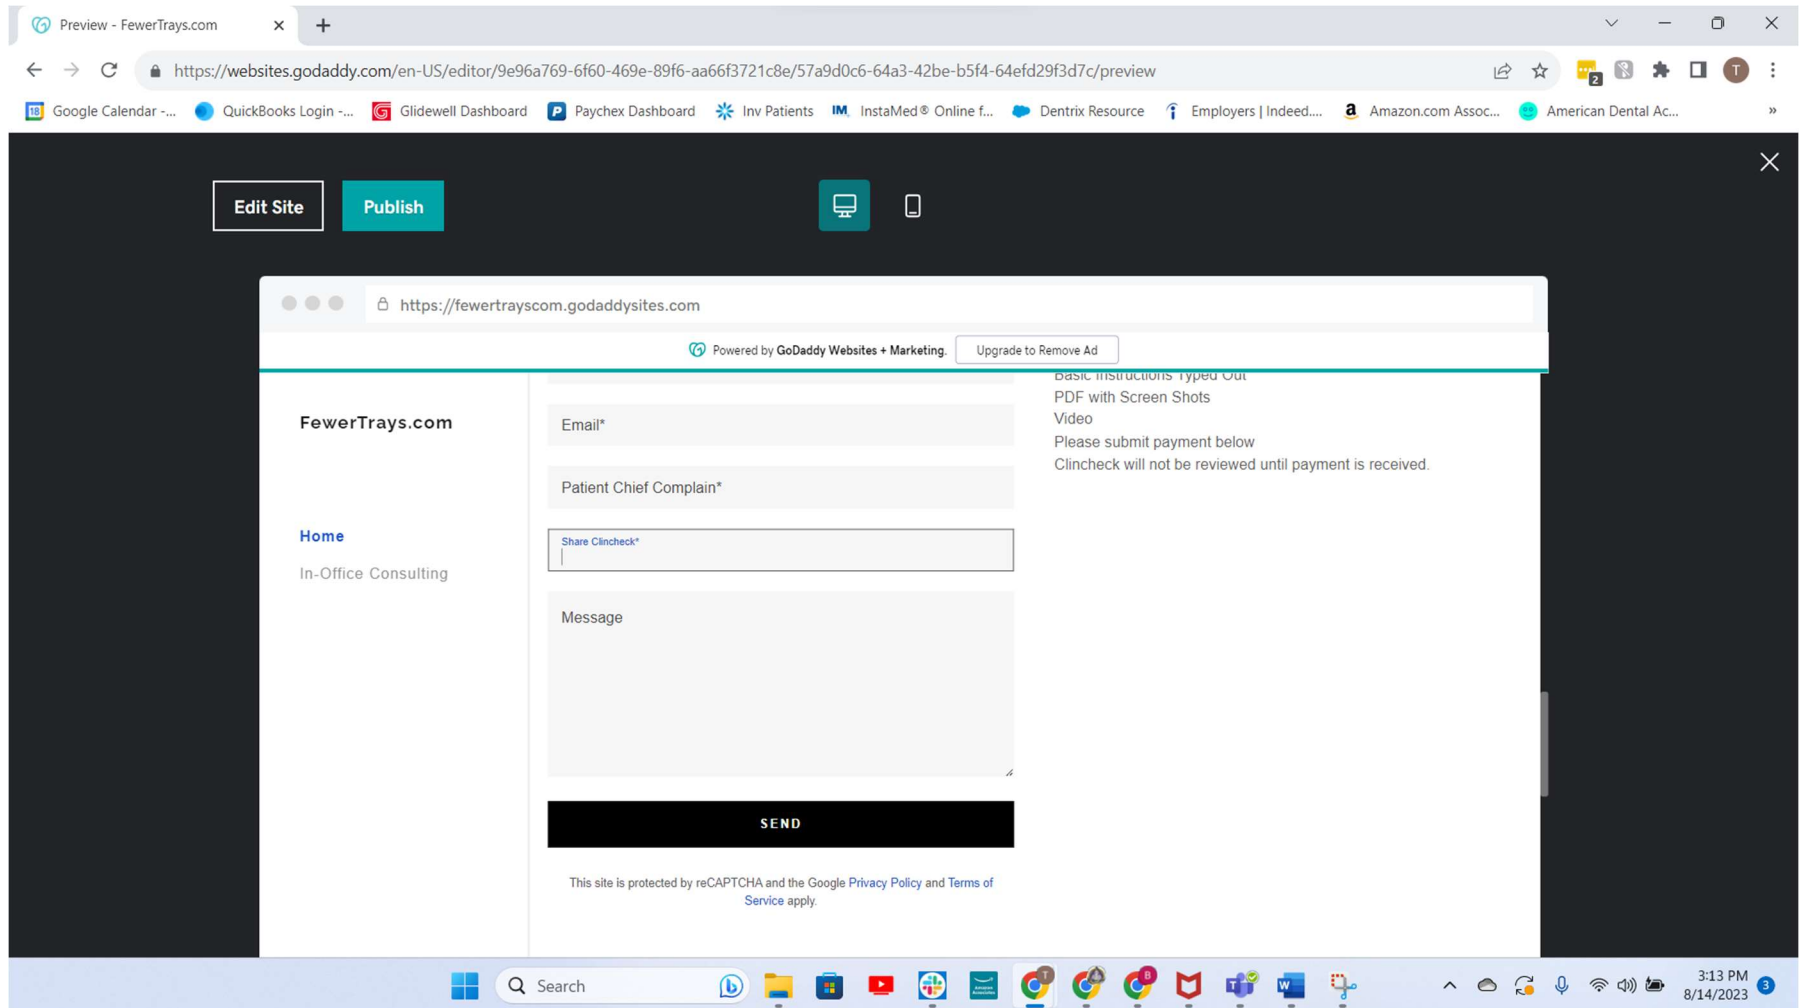 Preview - FewerTrays.com
https://websites.godaddy.com/en-US/editor/9e96a769-6f60-469e-89f6-aa66f3721c8e/57a9d0c6-64a3-42be-b5f4-64efd29f3d7c/preview
2
T
18 Google Calendar -... QuickBooks Login -... G Glidewell Dashboard P Paychex Dashboard Inv Patients IM. InstaMed® Online f... Dentrix Resource Employers | Indeed.... a Amazon.com Assoc... American Dental Ac... »
Edit Site
Publish
https://fewertrayscom.godaddysites.com
Powered by GoDaddy Websites + Marketing. Upgrade to Remove Ad
FewerTrays.com
Home
In-Office Consulting
Email*
Patient Chief Complain*
Share Clincheck*
Message
SEND
This site is protected by reCAPTCHA and the Google Privacy Policy and Terms of
Service apply.
Basic Instructions Typed Out
PDF with Screen Shots
Video
Please submit payment below
Clincheck will not be reviewed until payment is received.
Search
T
B
W
3:13 PM
8/14/2023
3